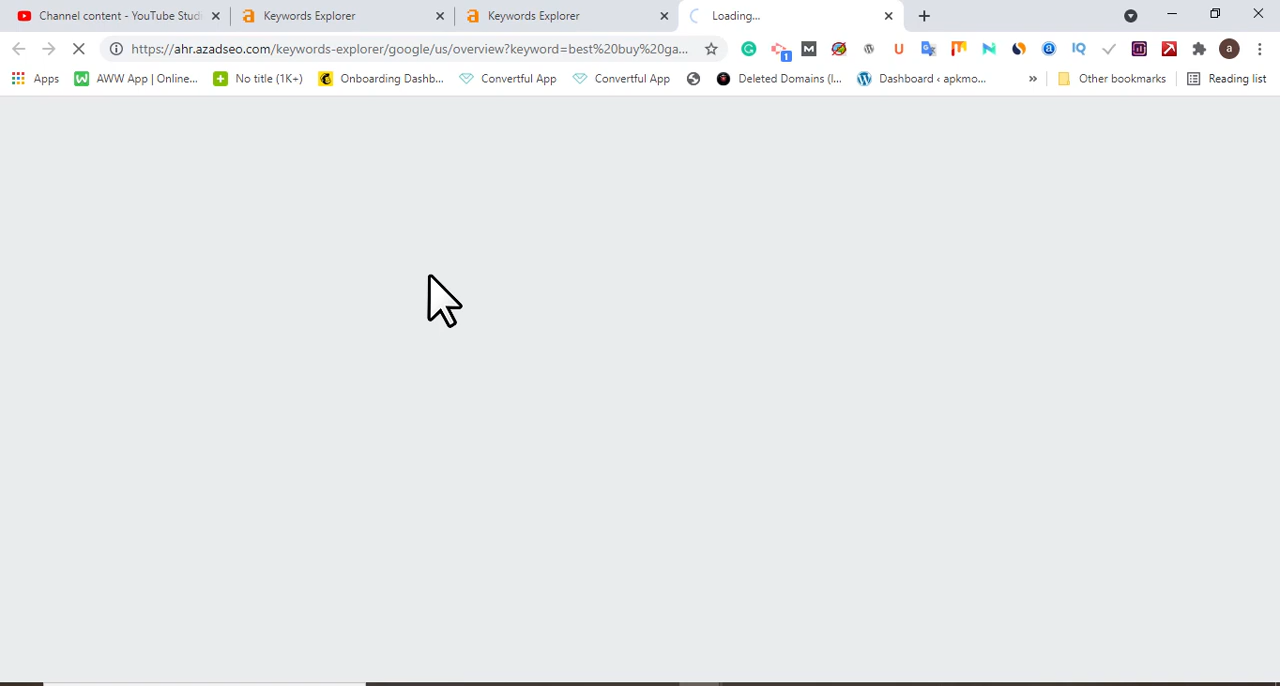 Channel content - YouTube Stud
Keywords Explorer
Keywords Explorer
Loading...
https://ahr.azadseo.com/keywords-explorer/google/us/overview?keyword=best%20buy%20ga...
1
a
Apps
AWW App | Online...
No title (1K+)
Onboarding Dashb...
Convertful App
Convertful App
Deleted Domains (l...
Dashboard ‹ apkmo...
»
Other bookmarks
Reading list